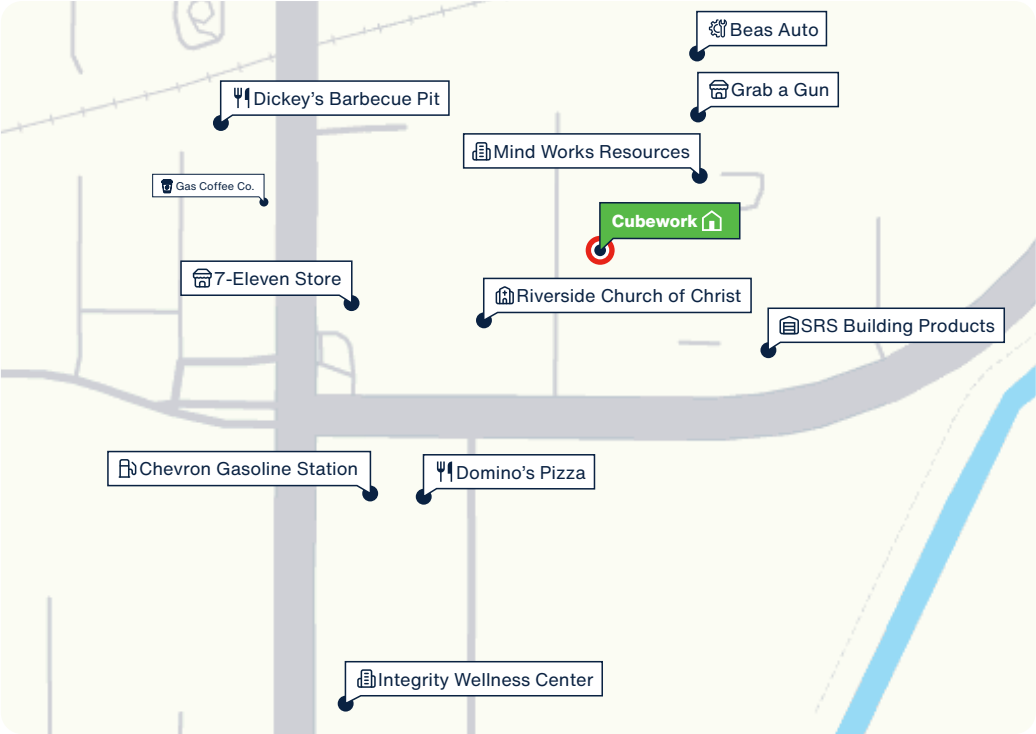 Beas Auto
Grab a Gun
Dickey’s Barbecue Pit
Mind Works Resources
Gas Coffee Co.
Cubework
7-Eleven Store
Riverside Church of Christ
SRS Building Products
Chevron Gasoline Station
Domino’s Pizza
Integrity Wellness Center